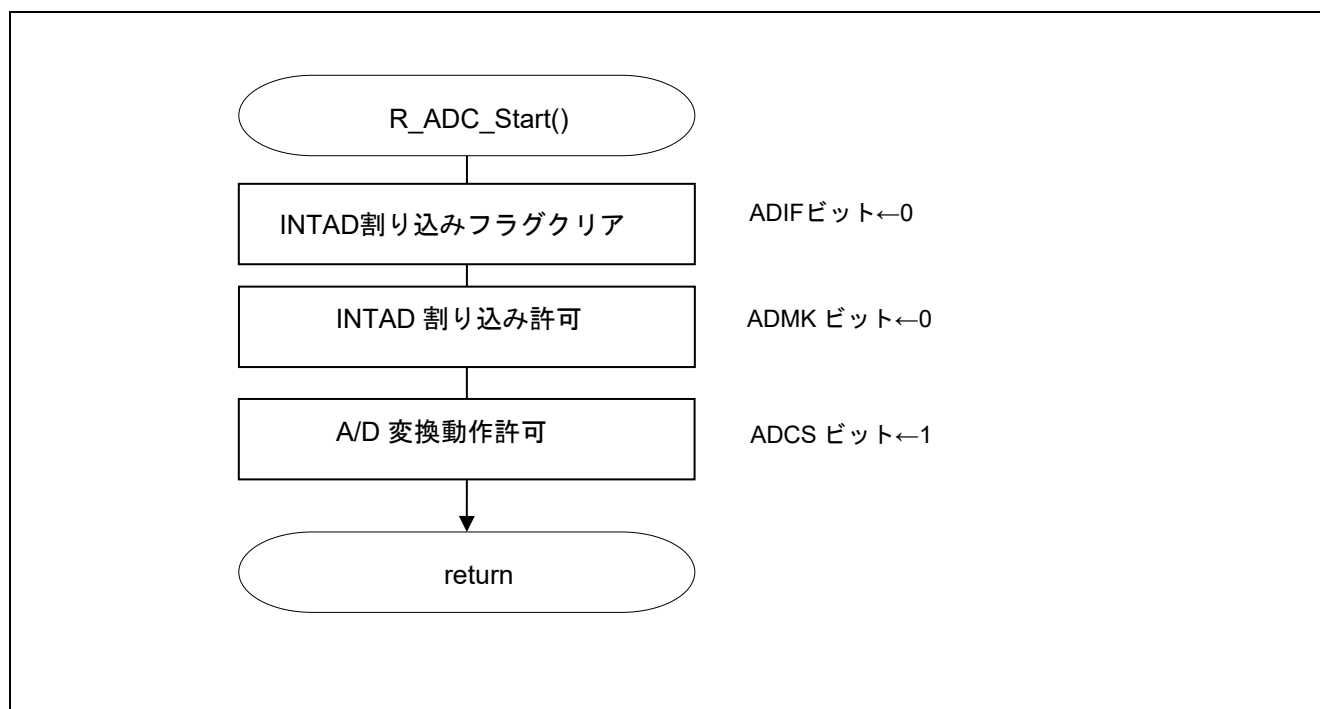 R_ADC_Start()
INTAD割り込みフラグクリア
ADIFビット←0
INTAD 割り込み許可
ADMK ビット←0
A/D 変換動作許可
ADCS ビット←1
return